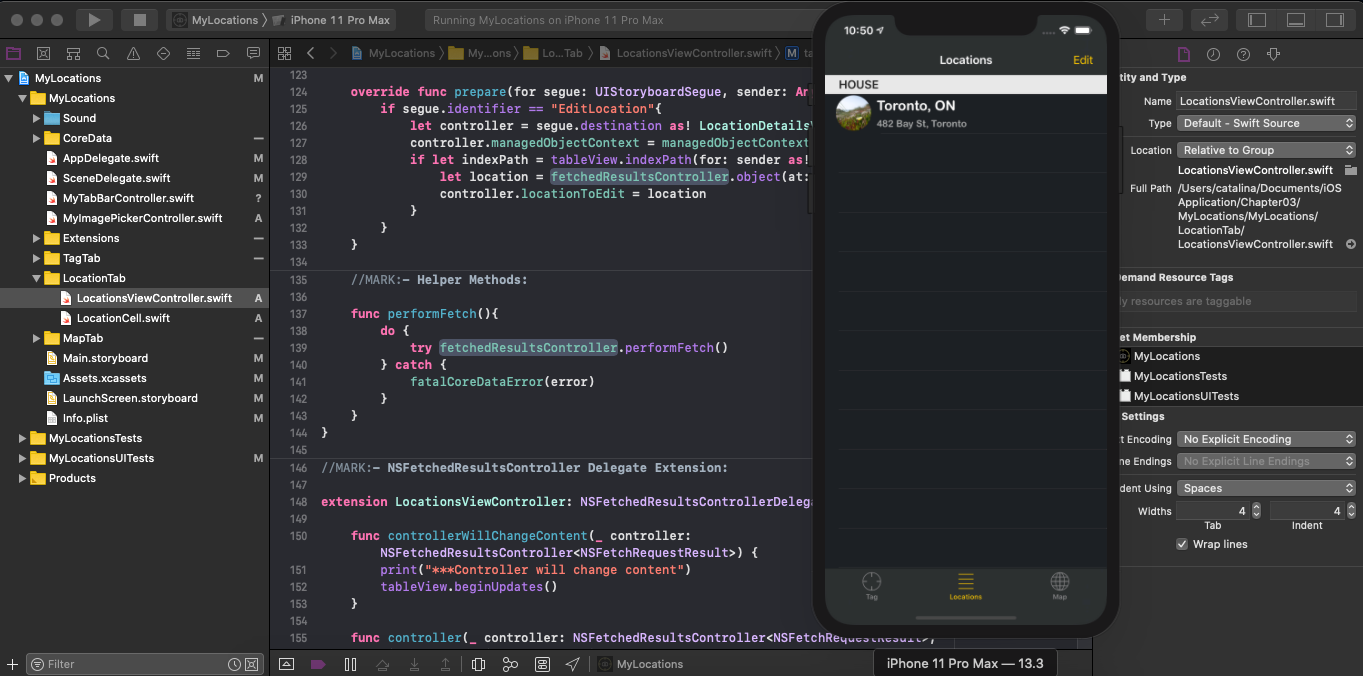 MyLocations
iPhone 11 Pro Max
Running MyLocations on iPhone 11 Pro Max
MyLocations
My...ons
Lo...Tab
LocationsViewController.swift
M
MyLocations M
MyLocations
Sound
CoreData
AppDelegate.swift M
SceneDelegate.swift M
MyTabBarController.swift ?
MyImagePickerController.swift A
Extensions
TagTab
LocationTab
LocationsViewController.swift A
LocationCell.swift A
MapTab
Main.storyboard M
Assets.xcassets M
LaunchScreen.storyboard M
Info.plist M
MyLocationsTests
MyLocationsUITests M
Products
Filter
123
124 override func prepare(for segue: UIStoryboardSegue, sender: An
125 if segue.identifier == "EditLocation"{
126 let controller = segue.destination as! LocationDetailsV
127 controller.managedObjectContext = managedObjectContext
128 if let indexPath = tableView.indexPath(for: sender as!
129 let location = fetchedResultsController.object(at:
130 controller.locationToEdit = location
131 }
132 }
133 }
134
135 //MARK:- Helper Methods:
136
137 func performFetch(){
138 do {
139 try fetchedResultsController.performFetch()
140 } catch {
141 fatalCoreDataError(error)
142 }
143 }
144 }
145
146 //MARK:- NSFetchedResultsController Delegate Extension:
147
148 extension LocationsViewController: NSFetchedResultsControllerDelega
149
150 func controllerWillChangeContent(_ controller:
NSFetchedResultsController<NSFetchRequestResult>) {
151 print("***Controller will change content")
152 tableView.beginUpdates()
153 }
154
155 func controller(_ controller: NSFetchedResultsController<NSFetchRequestResult>,
MyLocations
10:50
Locations
Edit
HOUSE
Toronto, ON
482 Bay St, Toronto
Tag
Locations
Map
iPhone 11 Pro Max — 13.3
tity and Type
Name LocationsViewController.swift
Type Default - Swift Source
Location Relative to Group
LocationsViewController.swift
Full Path /Users/catalina/Documents/iOS
Application/Chapter03/
MyLocations/MyLocations/
LocationTab/
LocationsViewController.swift
emand Resource Tags
ly resources are taggable
et Membership
MyLocations
MyLocationsTests
MyLocationsUITests
Settings
t Encoding No Explicit Encoding
ne Endings No Explicit Line Endings
dent Using Spaces
Widths 4 4
Tab Indent
Wrap lines